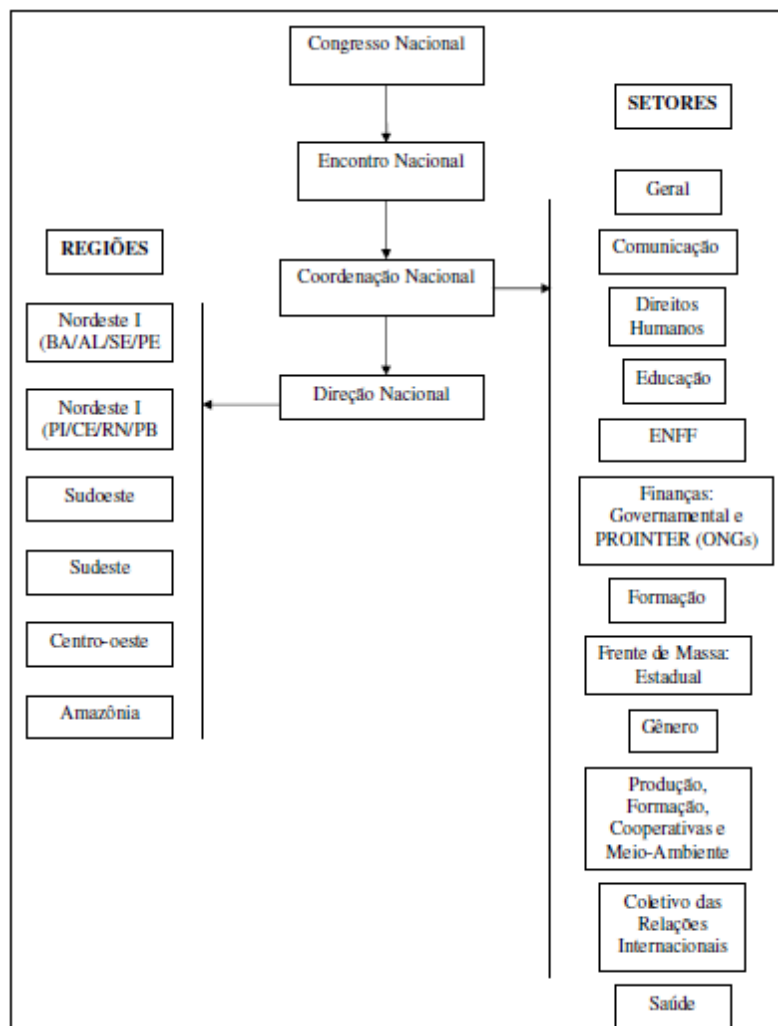 Congresso Nacional
Encontro Nacional
Coordenação Nacional
Direção Nacional
REGIÕES
Nordeste I
(BA/AL/SE/PE
Nordeste I
(PI/CE/RN/PB
Sudoeste
Sudeste
Centro-oeste
Amazônia
SETORES
Geral
Comunicação
Direitos
Humanos
Educação
ENFF
Finanças:
Governamental e
PROINTER (ONGs)
Formação
Frente de Massa:
Estadual
Gênero
Produção,
Formação,
Cooperativas e
Meio-Ambiente
Coletivo das
Relações
Internacionais
Saúde